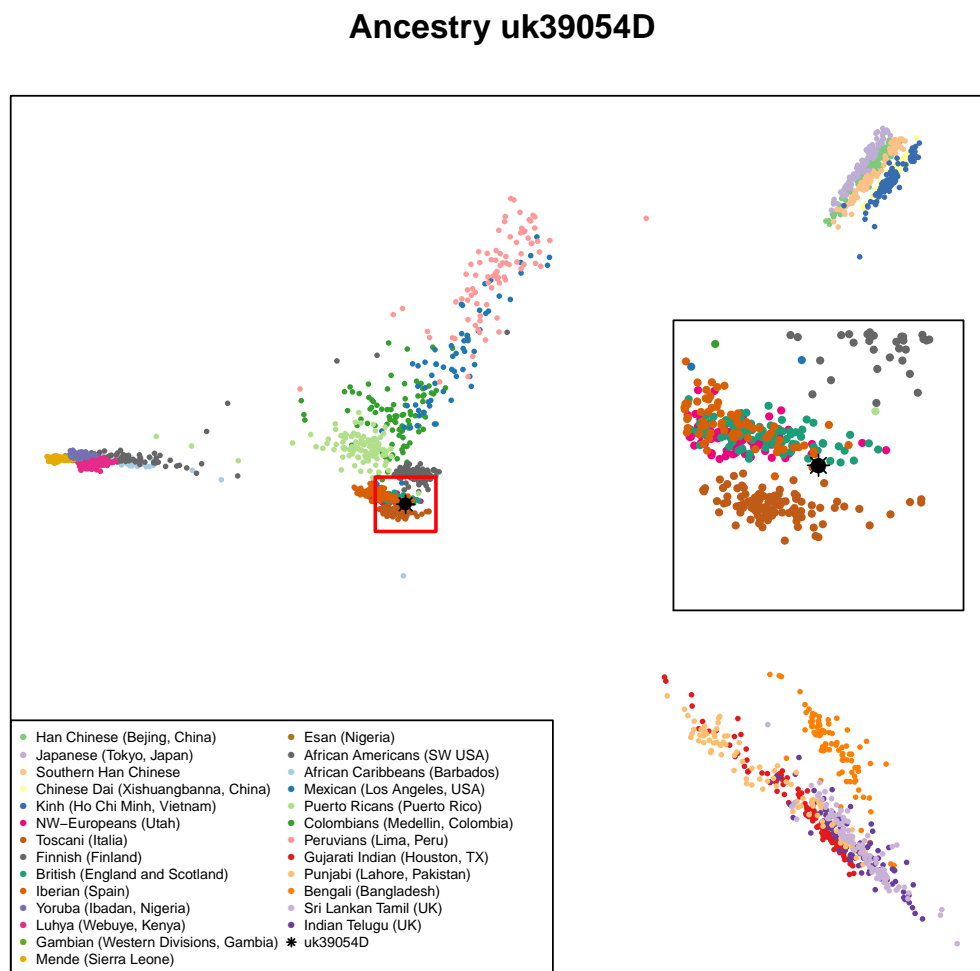 Ancestry uk39054D
Han Chinese (Bejing, China)
Japanese (Tokyo, Japan)
Southern Han Chinese
Chinese Dai (Xishuangbanna, China)
Kinh (Ho Chi Minh, Vietnam)
NW−Europeans (Utah)
Toscani (Italia)
Finnish (Finland)
British (England and Scotland)
Iberian (Spain)
Yoruba (Ibadan, Nigeria)
Luhya (Webuye, Kenya)
Gambian (Western Divisions, Gambia)
Mende (Sierra Leone)
Esan (Nigeria)
African Americans (SW USA)
African Caribbeans (Barbados)
Mexican (Los Angeles, USA)
Puerto Ricans (Puerto Rico)
Colombians (Medellin, Colombia)
Peruvians (Lima, Peru)
Gujarati Indian (Houston, TX)
Punjabi (Lahore, Pakistan)
Bengali (Bangladesh)
Sri Lankan Tamil (UK)
Indian Telugu (UK)
uk39054D